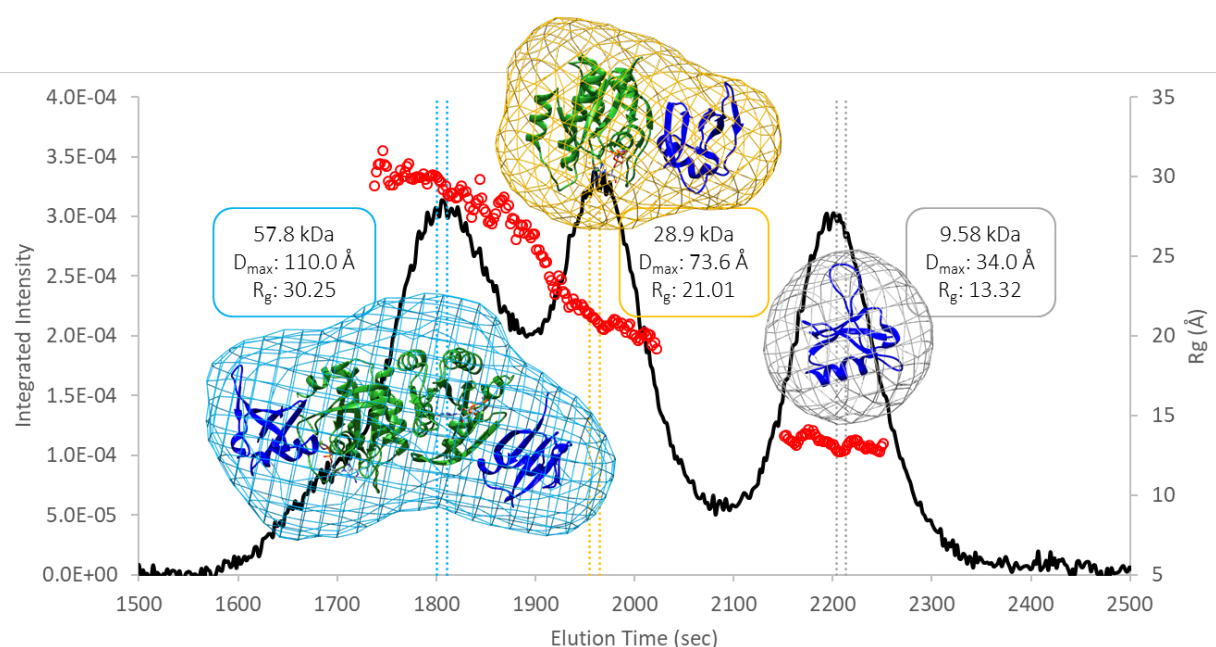 4.0E-04
3.5E-04
3.0E-04
2.5E-04
2.0E-04
1.5E-04
1.0E-04
5.0E-05
0.0E+00
Integrated Intensity
57.8 kDa
Dmax: 110.0 Å
Rg: 30.25
28.9 kDa
Dmax: 73.6 Å
Rg: 21.01
9.58 kDa
Dmax: 34.0 Å
Rg: 13.32
35
30
25
20
15
10
5
Rg (Å)
1500 1600 1700 1800 1900 2000 2100 2200 2300 2400 2500
Elution Time (sec)